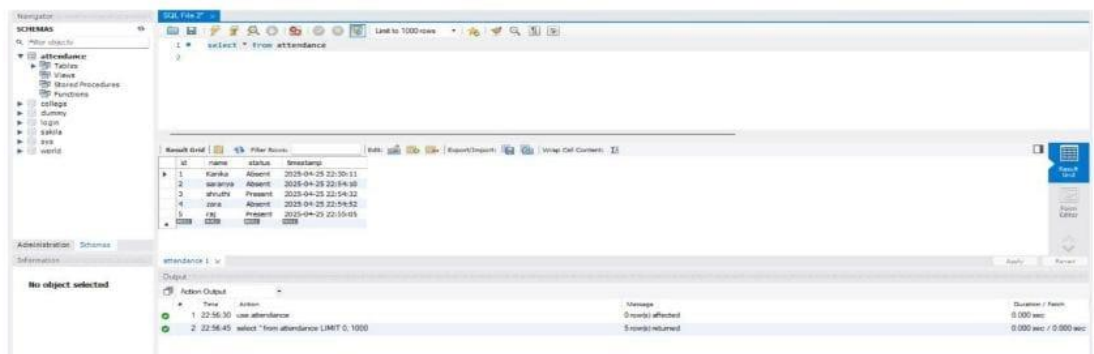 Navigator
SCHEMAS
Filter objects
attendance
Tables
Views
Stored Procedures
Functions
college
dummy
login
sakila
sys
world
Administration Schemas
Information
No object selected
SQL File 2*
Limit to 1000 rows
1 select * from attendance
2
Result Grid Filter Rows: Edit: Export/Import: Wrap Cell Content:
id name status timestamp
1 Kanika Absent 2025-04-25 22:30:11
2 saranya Absent 2025-04-25 22:54:10
3 shruthi Present 2025-04-25 22:54:32
4 zara Absent 2025-04-25 22:54:52
5 raj Present 2025-04-25 22:55:05
NULL NULL NULL NULL
Result Grid
Form Editor
attendance 1
Apply Revert
Output
Action Output
# Time Action Message Duration / Fetch
1 22:56:30 use attendance 0 row(s) affected 0.000 sec
2 22:56:45 select * from attendance LIMIT 0, 1000 5 row(s) returned 0.000 sec / 0.000 sec